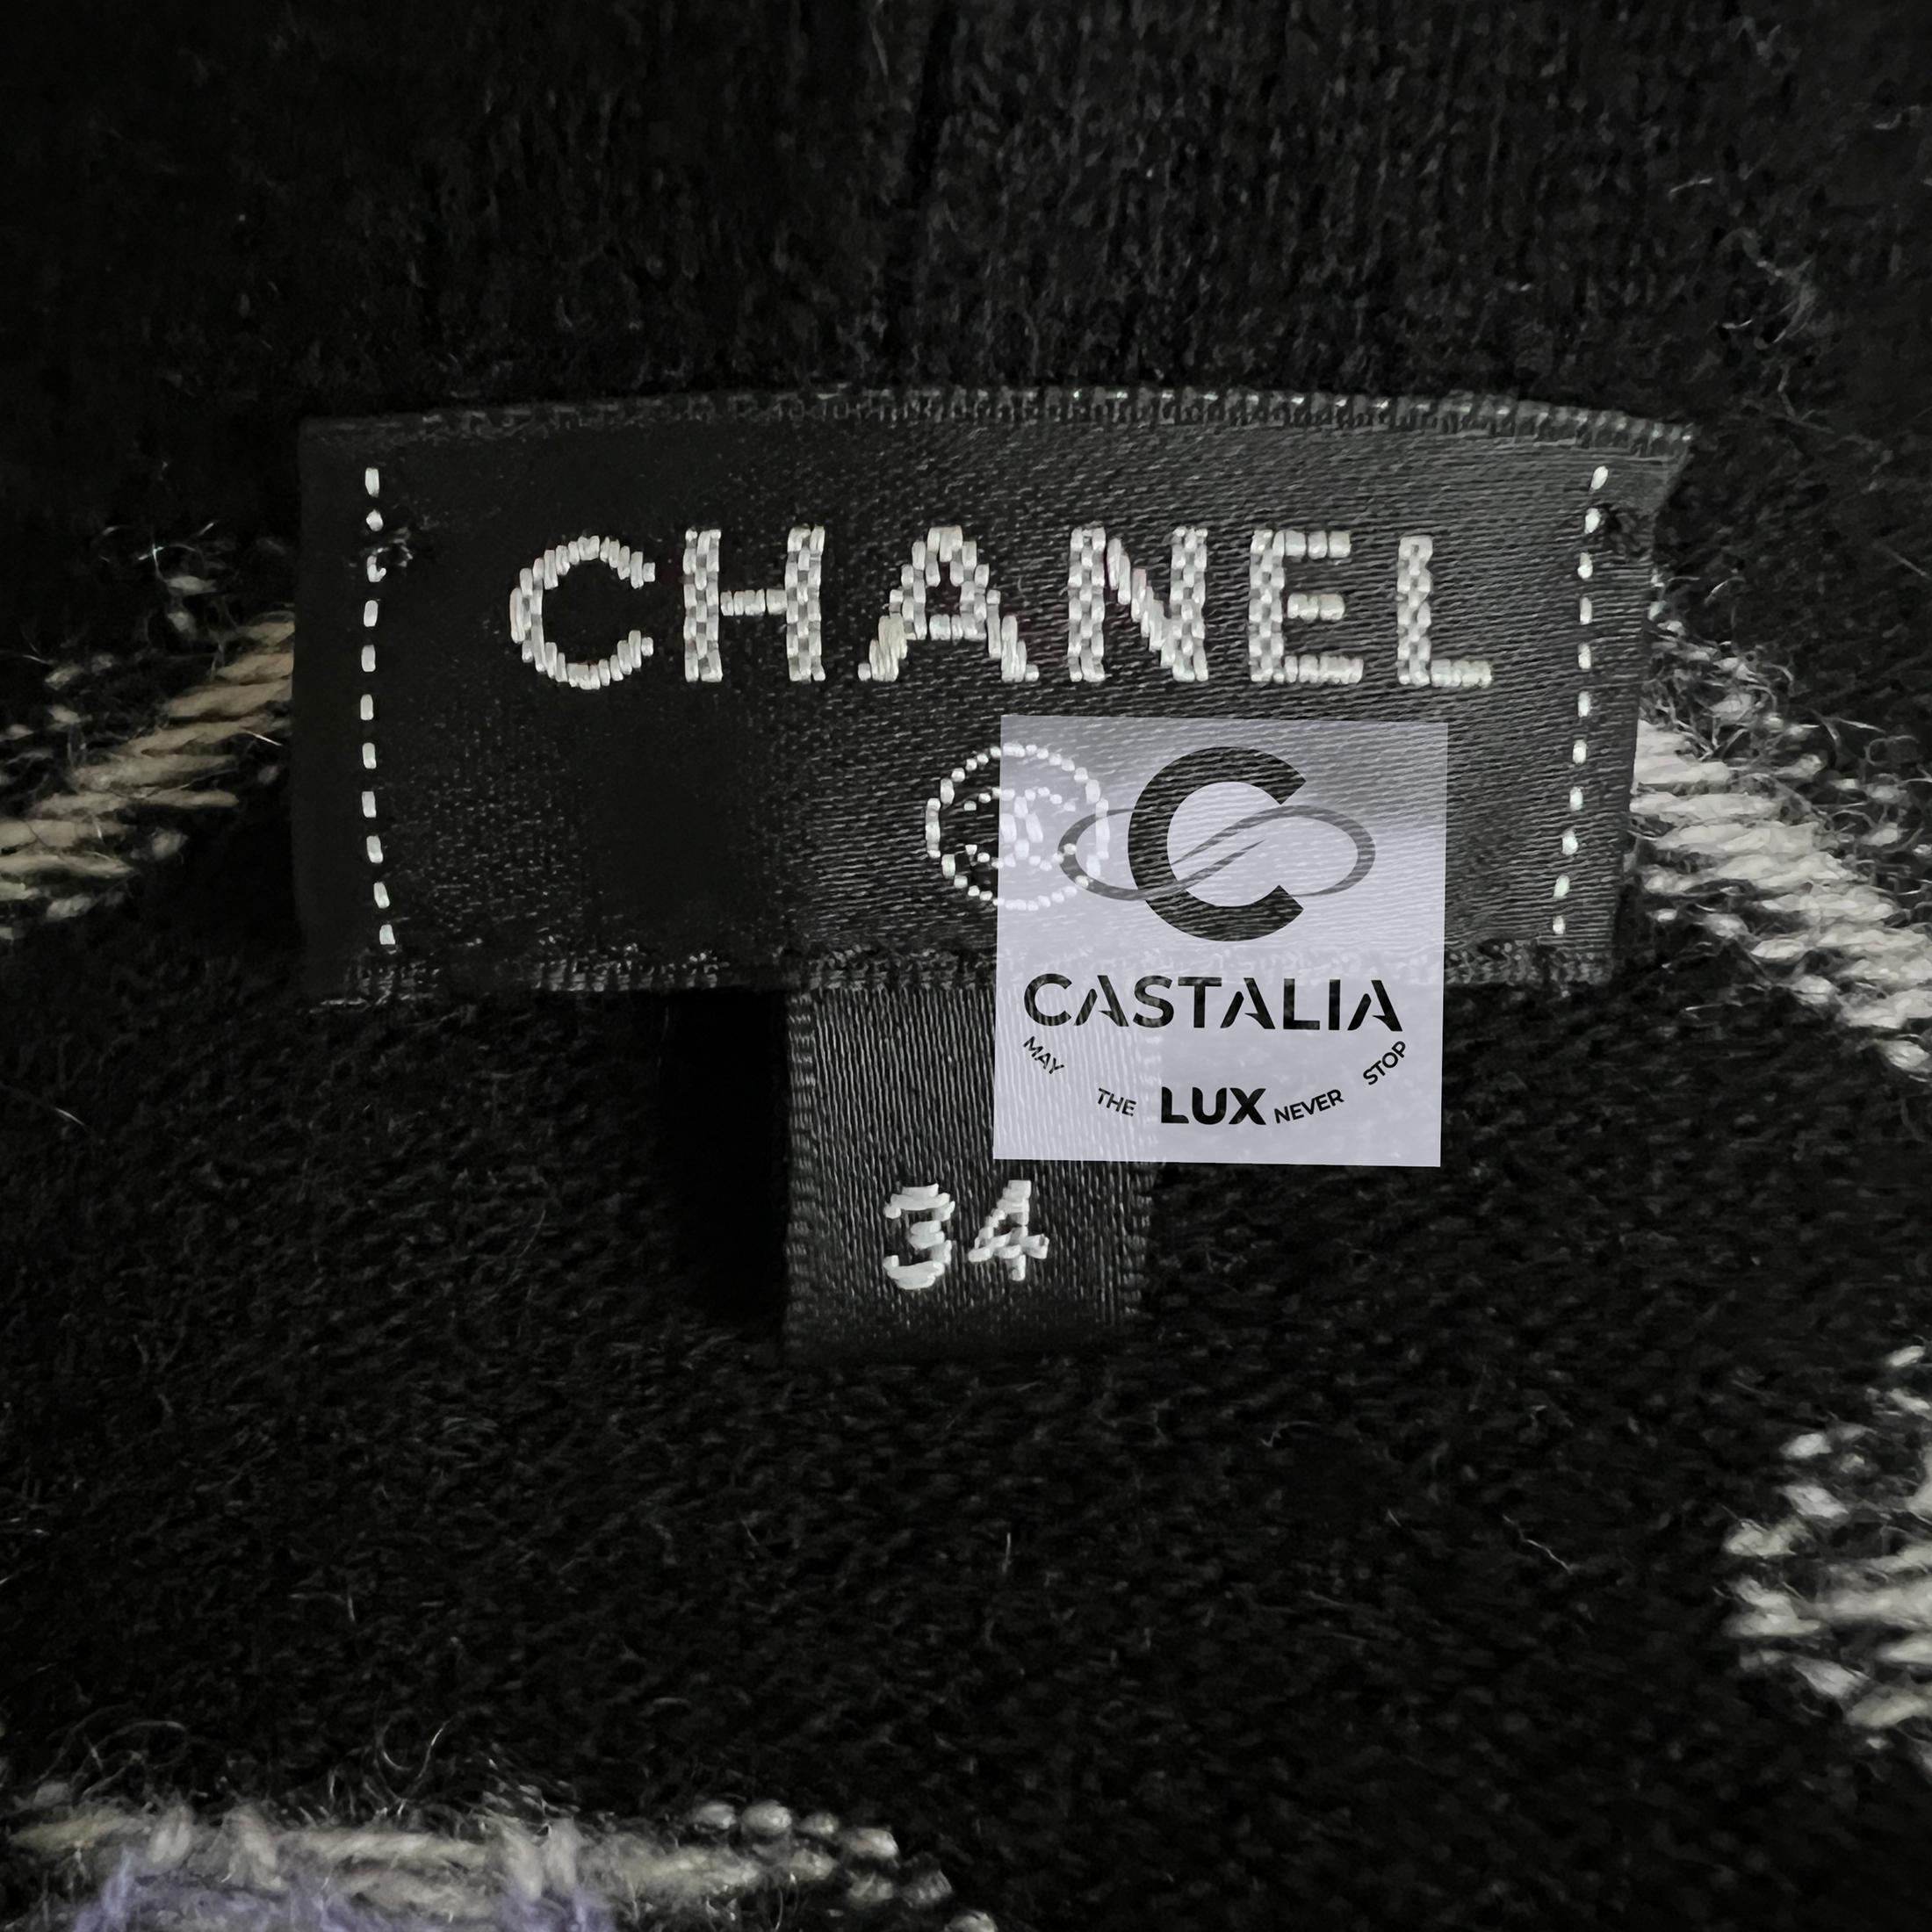 CHANEL
CASTALIA
MAY THE LUX NEVER STOP
34